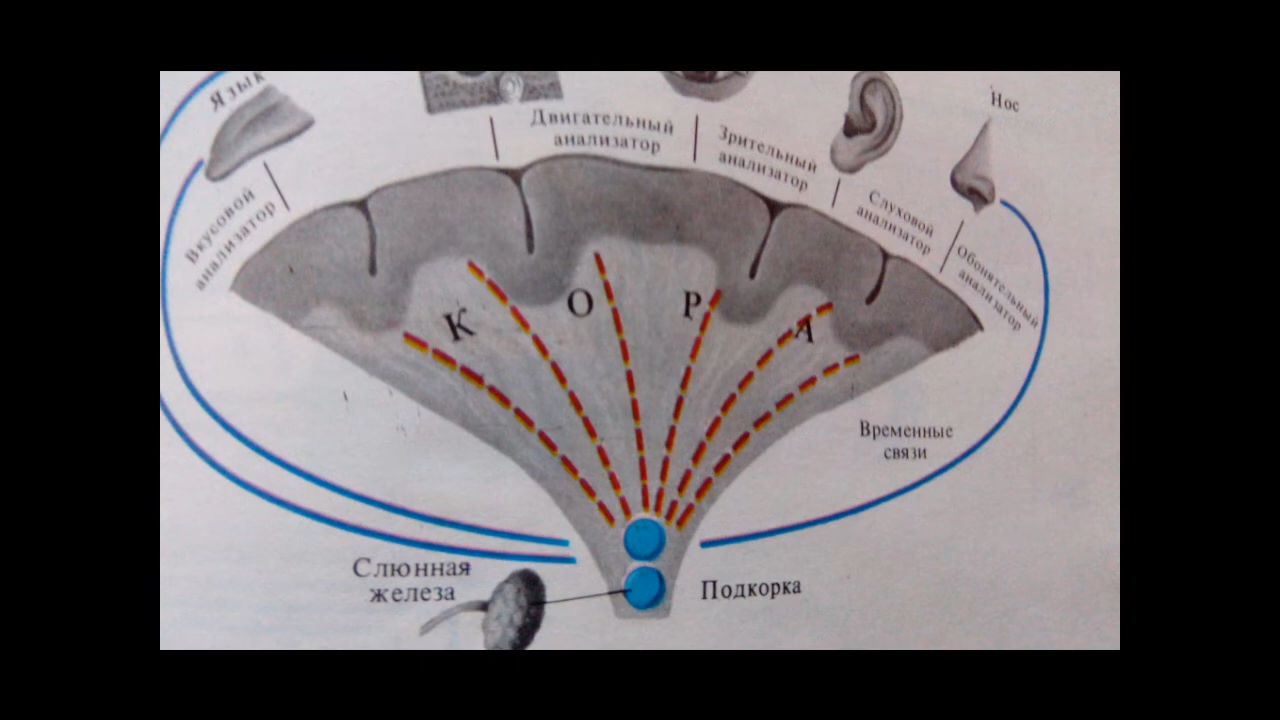 Язык
Вкусовой
анализатор
Двигательный
анализатор
Зрительный
анализатор
Слуховой
анализатор
Нос
Обонятельный
анализатор
К О Р А
Временные
связи
Слюнная
железа
Подкорка